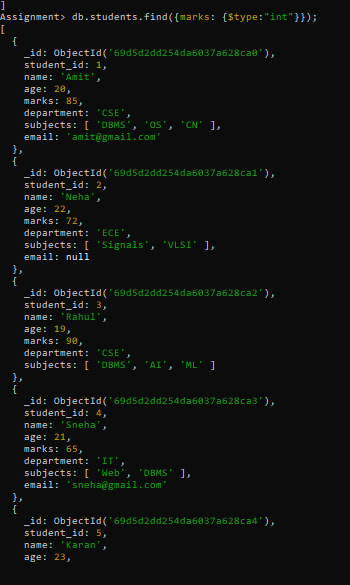 ]
Assignment> db.students.find({marks: {$type:"int"}});
[
  {
    _id: ObjectId('69d5d2dd254da6037a628ca0'),
    student_id: 1,
    name: 'Amit',
    age: 20,
    marks: 85,
    department: 'CSE',
    subjects: [ 'DBMS', 'OS', 'CN' ],
    email: 'amit@gmail.com'
  },
  {
    _id: ObjectId('69d5d2dd254da6037a628ca1'),
    student_id: 2,
    name: 'Neha',
    age: 22,
    marks: 72,
    department: 'ECE',
    subjects: [ 'Signals', 'VLSI' ],
    email: null
  },
  {
    _id: ObjectId('69d5d2dd254da6037a628ca2'),
    student_id: 3,
    name: 'Rahul',
    age: 19,
    marks: 90,
    department: 'CSE',
    subjects: [ 'DBMS', 'AI', 'ML' ]
  },
  {
    _id: ObjectId('69d5d2dd254da6037a628ca3'),
    student_id: 4,
    name: 'Sneha',
    age: 21,
    marks: 65,
    department: 'IT',
    subjects: [ 'Web', 'DBMS' ],
    email: 'sneha@gmail.com'
  },
  {
    _id: ObjectId('69d5d2dd254da6037a628ca4'),
    student_id: 5,
    name: 'Karan',
    age: 23,